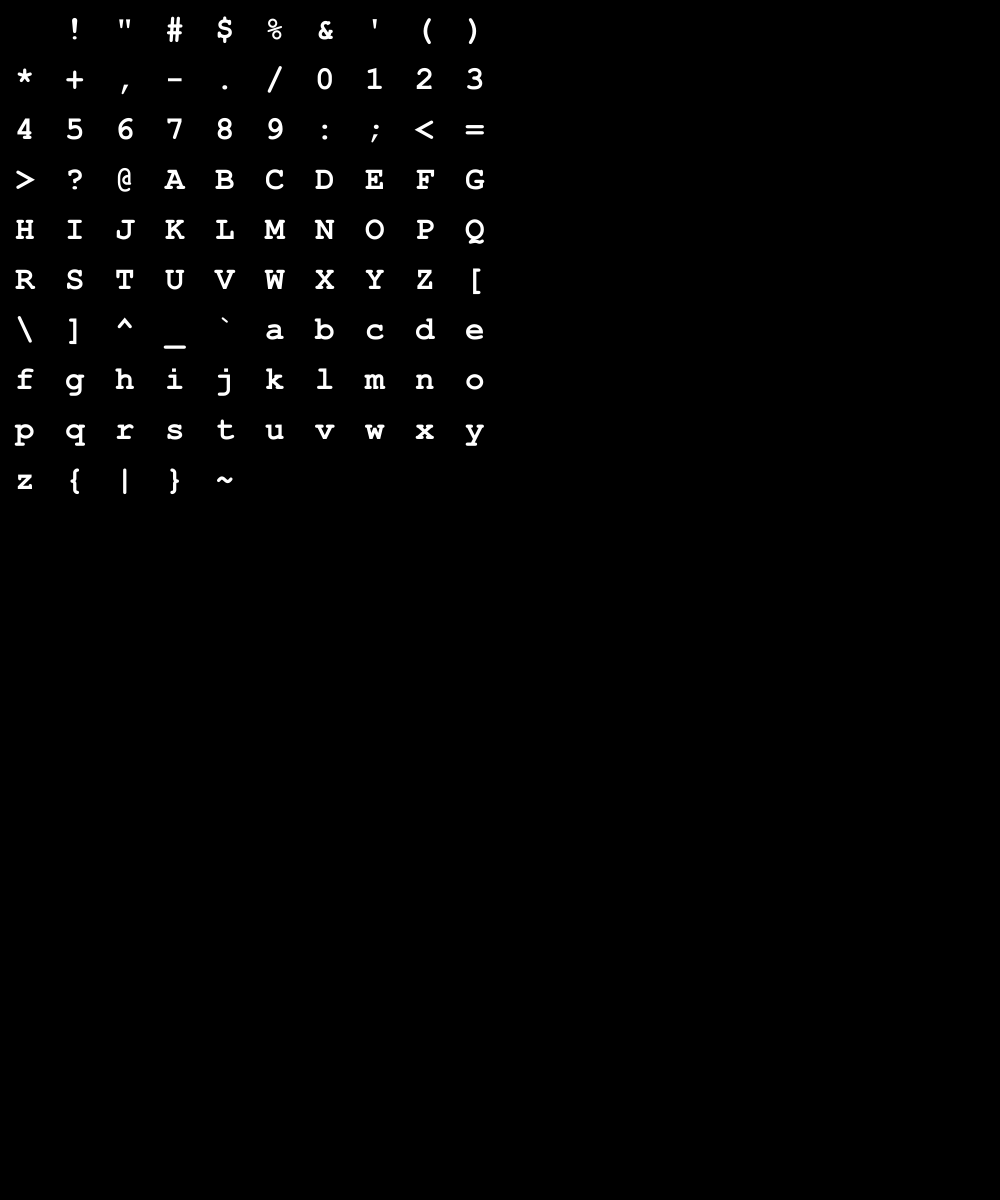 ! " # $ % & ' ( )
* + , - . / 0 1 2 3
4 5 6 7 8 9 : ; < =
> ? @ A B C D E F G
H I J K L M N O P Q
R S T U V W X Y Z [
\ ] ^ _ ` a b c d e
f g h i j k l m n o
p q r s t u v w x y
z { | } ~